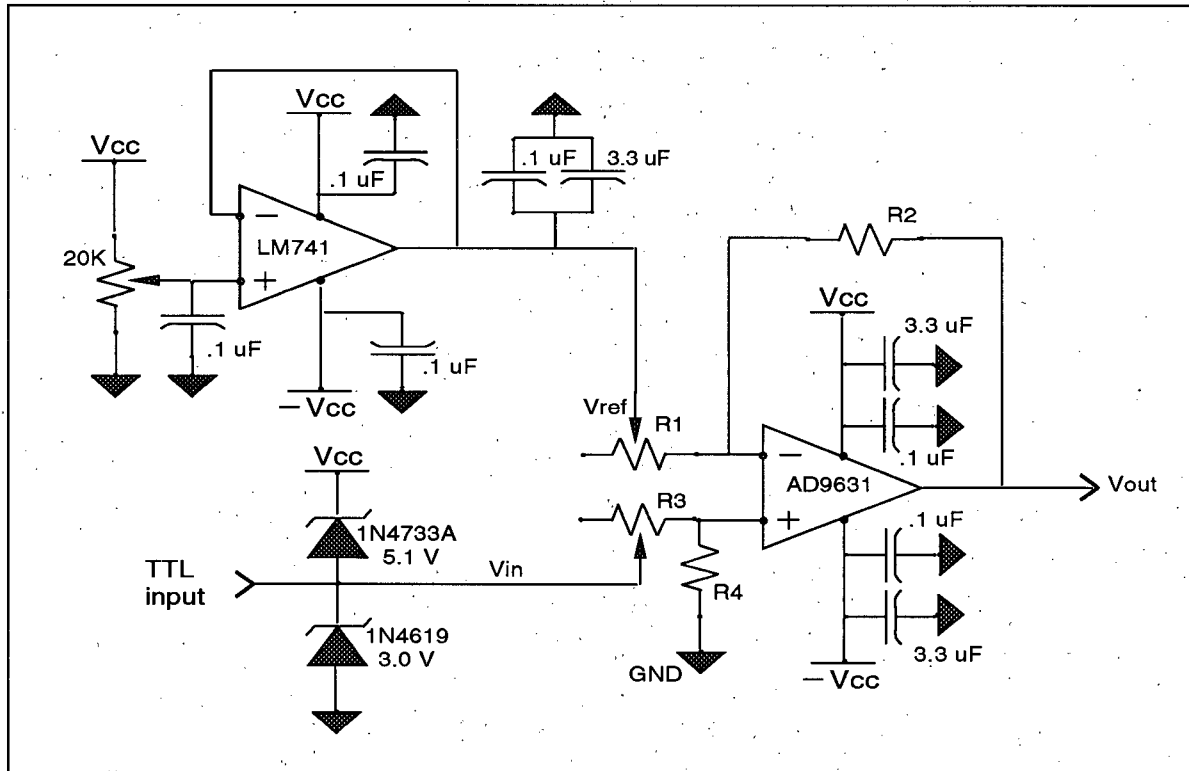 Vcc
.1 uF
Vcc
20K
−
LM741
+
.1 uF
.1 uF
− Vcc
.1 uF
3.3 uF
R2
Vcc
3.3 uF
.1 uF
Vref
R1
−
AD9631
+
Vout
R3
R4
GND
.1 uF
3.3 uF
− Vcc
Vcc
1N4733A
5.1 V
TTL
input
Vin
1N4619
3.0 V